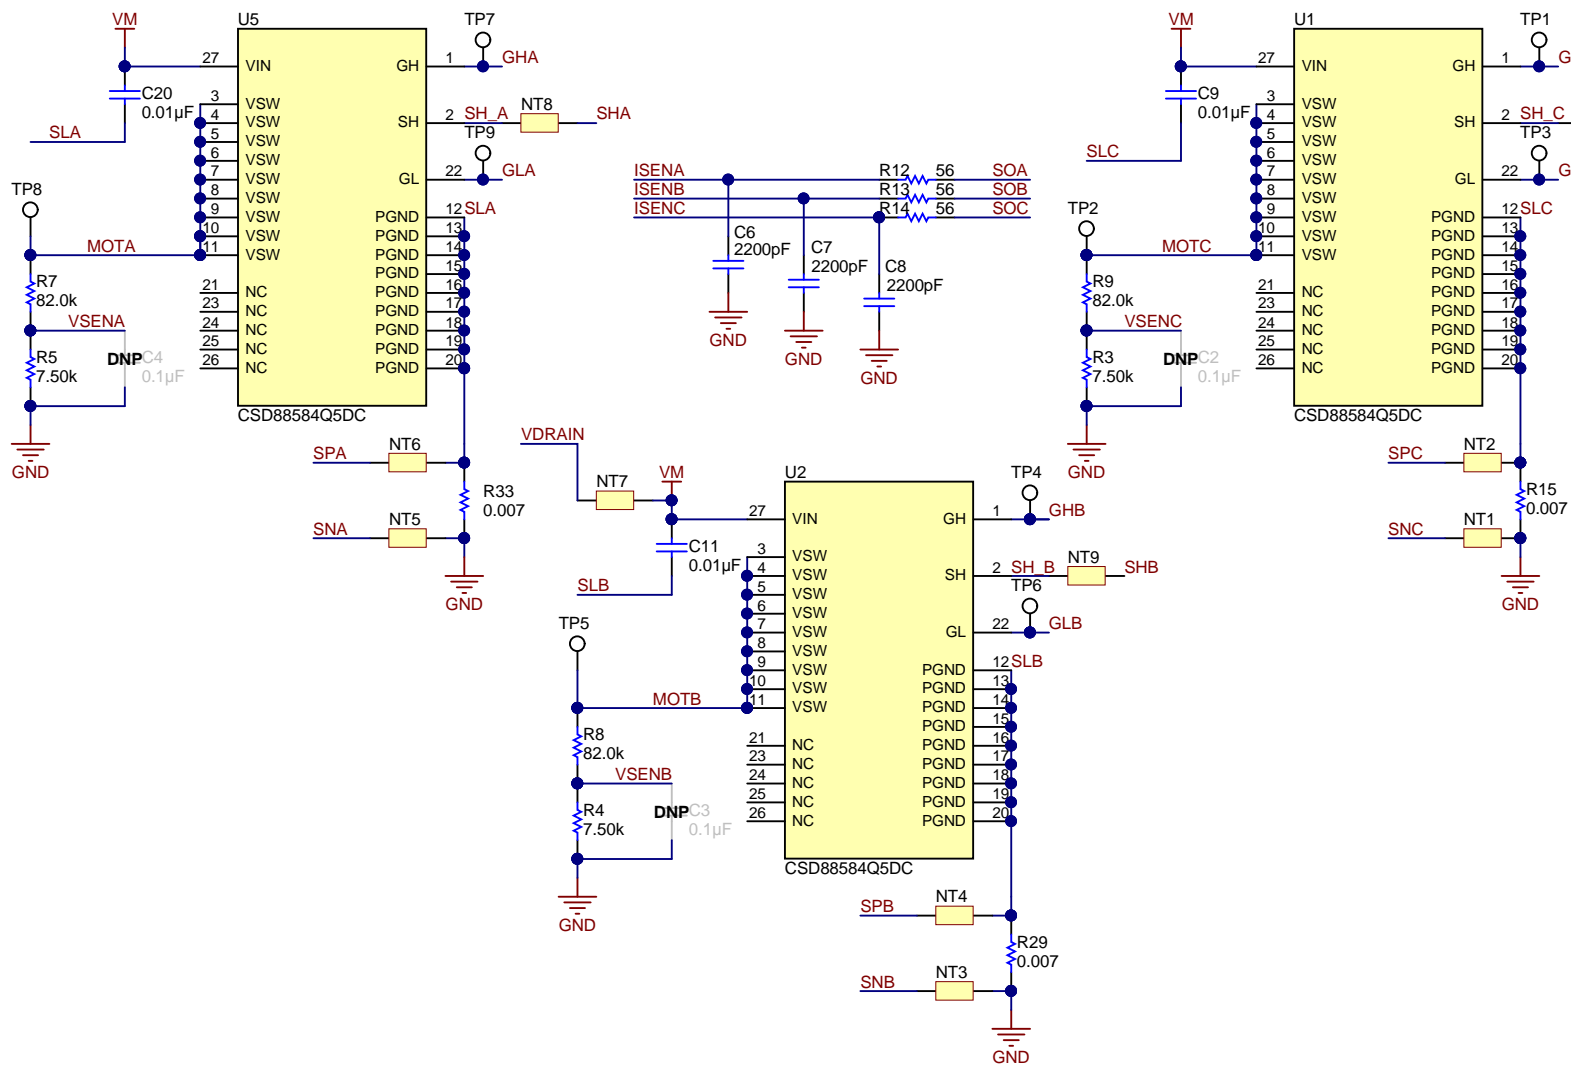 VM
U5
TP7
27
VIN
GH
1
GHA
C20
0.01µF
SLA
3
VSW
4
VSW
5
VSW
6
VSW
7
VSW
8
VSW
9
VSW
10
VSW
11
VSW
SH
2
SH_A
NT8
SHA
TP9
GL
22
GLA
TP8
MOTA
R7
82.0k
VSENA
R5
7.50k
DNP
C4
0.1µF
GND
PGND
12
SLA
PGND
13
PGND
14
PGND
15
PGND
16
PGND
17
PGND
18
PGND
19
PGND
20
21
NC
23
NC
24
NC
25
NC
26
NC
CSD88584Q5DC
SPA
NT6
R33
0.007
SNA
NT5
GND
ISENA
R12
56
SOA
ISENB
R13
56
SOB
ISENC
R14
56
SOC
C6
2200pF
C7
2200pF
C8
2200pF
GND
GND
GND
VM
U1
TP1
27
VIN
GH
1
G
C9
0.01µF
SLC
3
VSW
4
VSW
5
VSW
6
VSW
7
VSW
8
VSW
9
VSW
10
VSW
11
VSW
SH
2
SH_C
TP3
GL
22
G
TP2
MOTC
R9
82.0k
VSENC
R3
7.50k
DNP
C2
0.1µF
GND
PGND
12
SLC
PGND
13
PGND
14
PGND
15
PGND
16
PGND
17
PGND
18
PGND
19
PGND
20
21
NC
23
NC
24
NC
25
NC
26
NC
CSD88584Q5DC
SPC
NT2
R15
0.007
SNC
NT1
GND
VDRAIN
NT7
VM
U2
TP4
27
VIN
GH
1
GHB
C11
0.01µF
SLB
3
VSW
4
VSW
5
VSW
6
VSW
7
VSW
8
VSW
9
VSW
10
VSW
11
VSW
SH
2
SH_B
NT9
SHB
TP6
GL
22
GLB
TP5
MOTB
R8
82.0k
VSENB
R4
7.50k
DNP
C3
0.1µF
GND
PGND
12
SLB
PGND
13
PGND
14
PGND
15
PGND
16
PGND
17
PGND
18
PGND
19
PGND
20
21
NC
23
NC
24
NC
25
NC
26
NC
CSD88584Q5DC
SPB
NT4
R29
0.007
SNB
NT3
GND